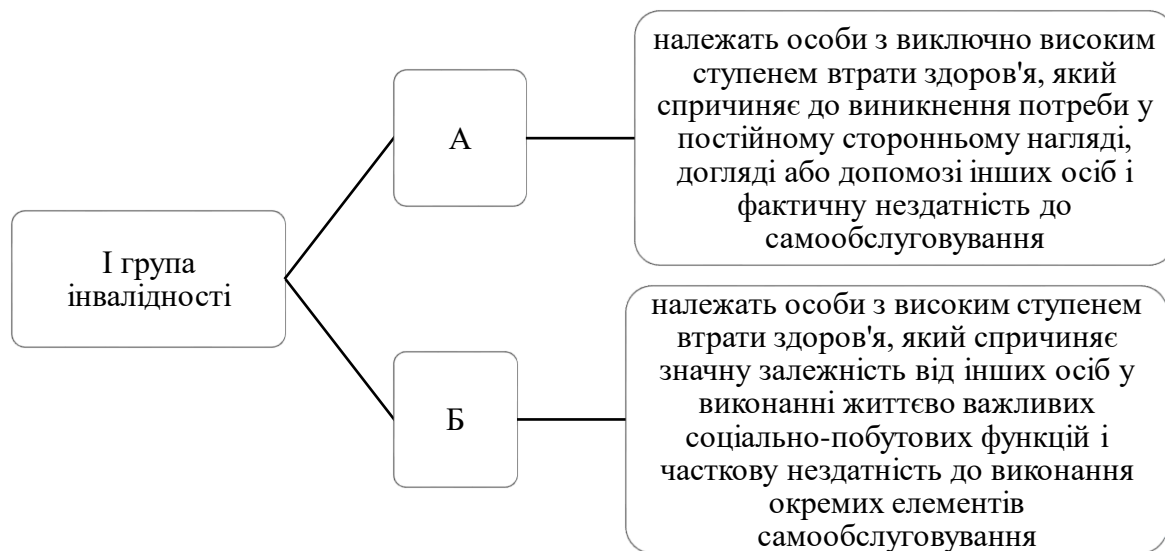 І група
інвалідності
А
належать особи з виключно високим
ступенем втрати здоров'я, який
спричиняє до виникнення потреби у
постійному сторонньому нагляді,
догляді або допомозі інших осіб і
фактичну нездатність до
самообслуговування
Б
належать особи з високим ступенем
втрати здоров'я, який спричиняє
значну залежність від інших осіб у
виконанні життєво важливих
соціально-побутових функцій і
часткову нездатність до виконання
окремих елементів
самообслуговування